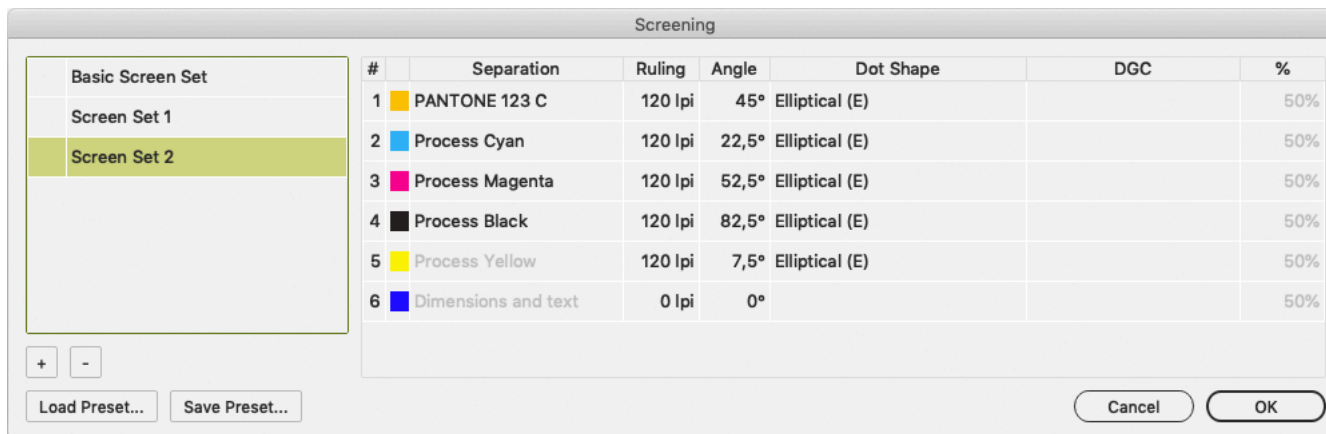 Screening
Basic Screen Set
Screen Set 1
Screen Set 2
+ -
Load Preset... Save Preset...
# Separation Ruling Angle Dot Shape DGC %
1 PANTONE 123 C 120 lpi 45° Elliptical (E) 50%
2 Process Cyan 120 lpi 22,5° Elliptical (E) 50%
3 Process Magenta 120 lpi 52,5° Elliptical (E) 50%
4 Process Black 120 lpi 82,5° Elliptical (E) 50%
5 Process Yellow 120 lpi 7,5° Elliptical (E) 50%
6 Dimensions and text 0 lpi 0° 50%
Cancel OK